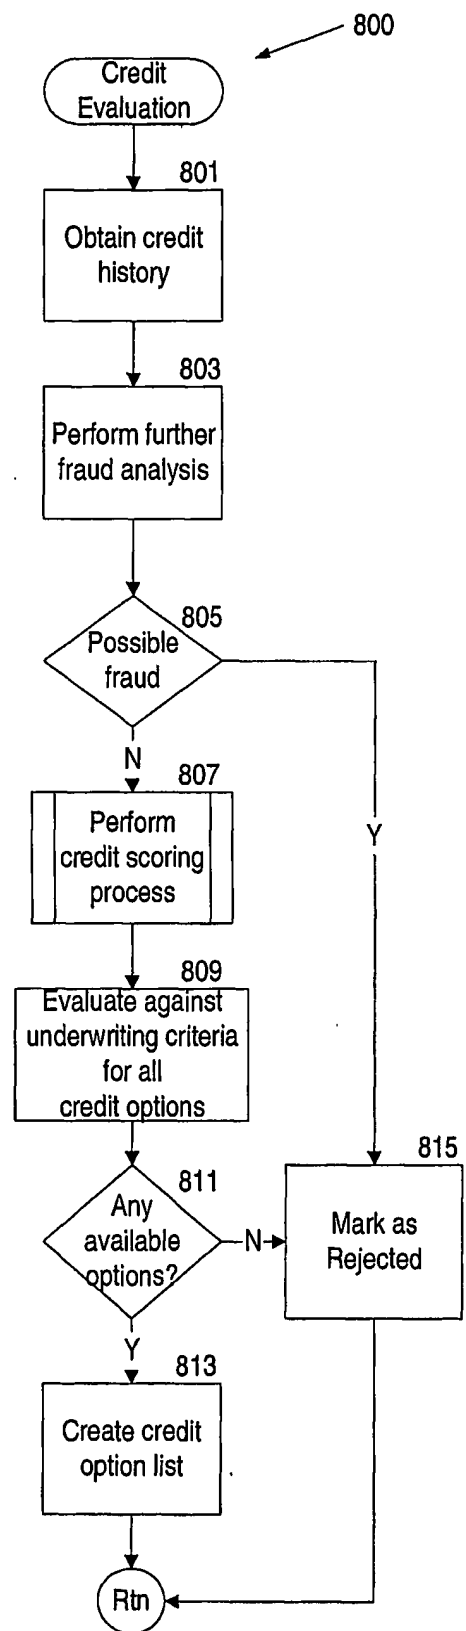 800
Credit
Evaluation
801
Obtain credit
history
803
Perform further
fraud analysis
805
Possible
fraud
N
Y
807
Perform
credit scoring
process
809
Evaluate against
underwriting criteria
for all
credit options
811
Any
available
options?
N
Y
815
Mark as
Rejected
813
Create credit
option list
Rtn